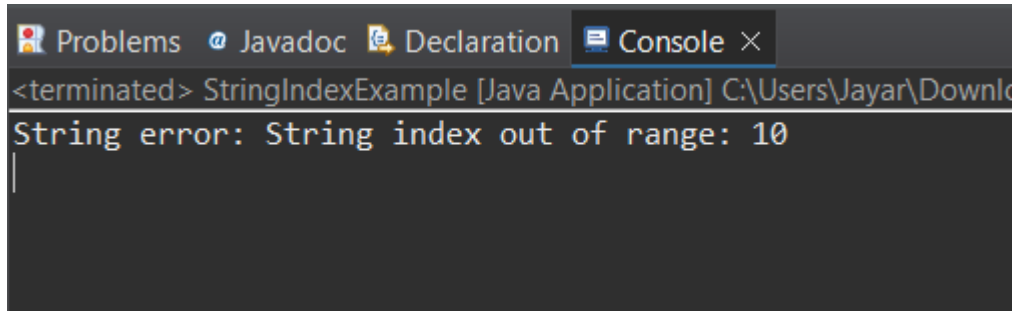 Problems @ Javadoc Declaration Console ×
<terminated> StringIndexExample [Java Application] C:\Users\Jayar\Downlo
String error: String index out of range: 10